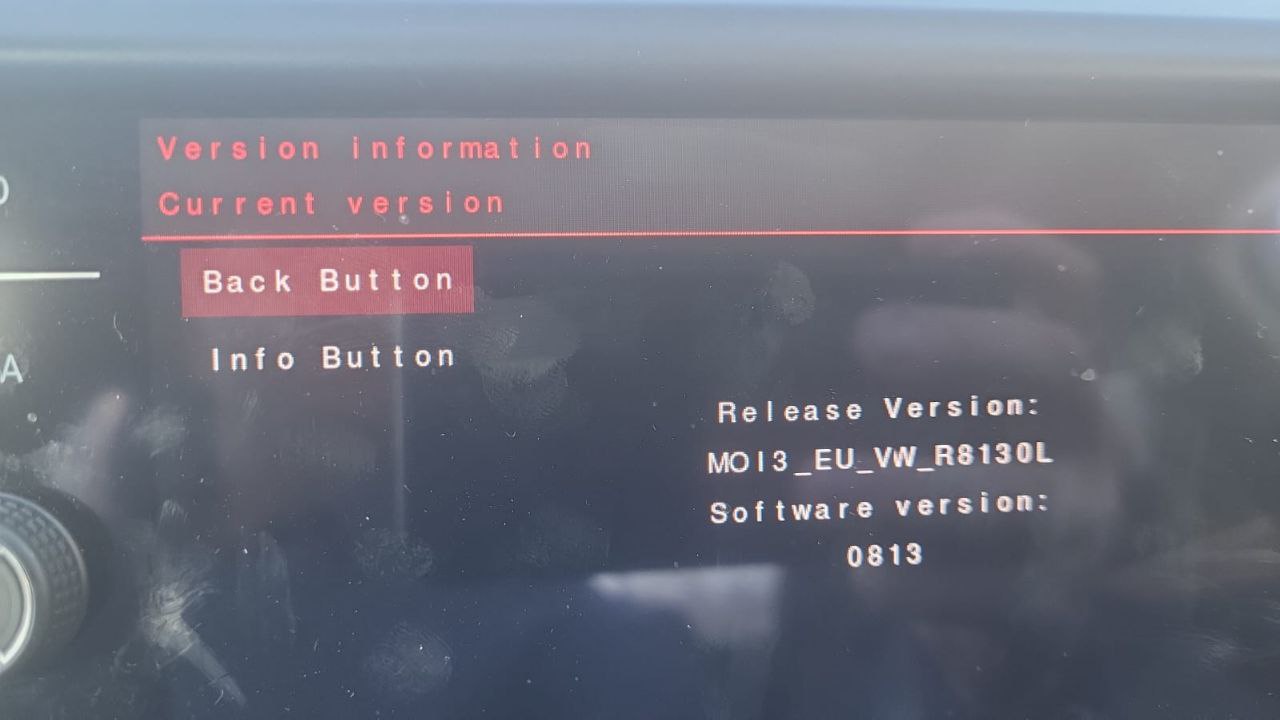 Version information
Current version
Back Button
Info Button
A
Release Version:
MOI3_EU_VW_R8130L
Software version:
0813